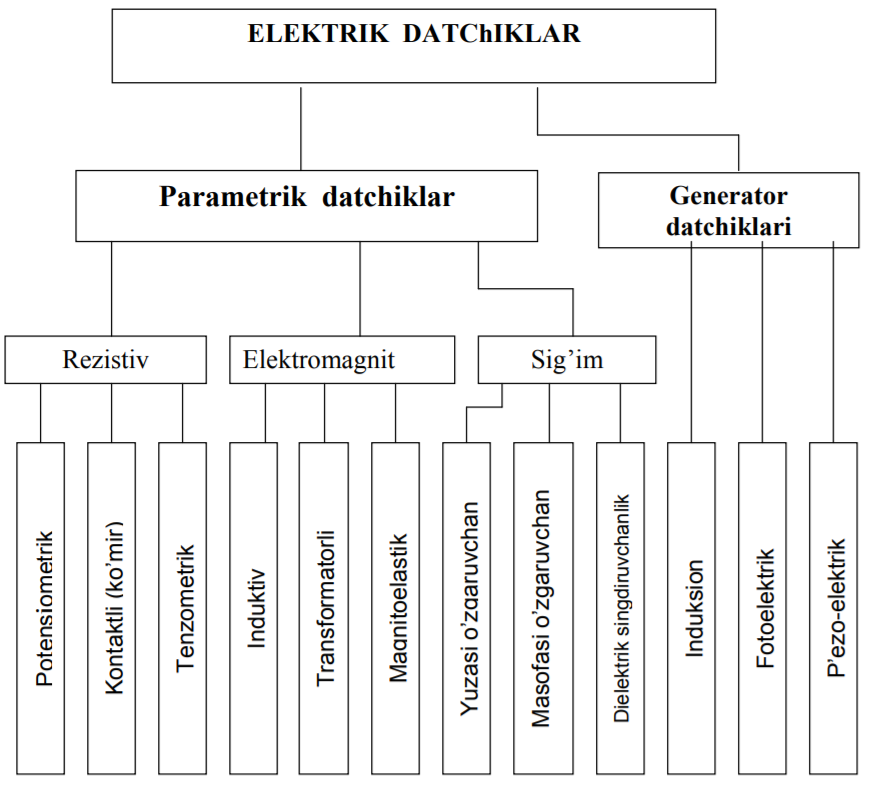 ELEKTRIK DATChIKLAR
Parametrik datchiklar
Generator
datchiklari
Rezistiv
Elektromagnit
Sig’im
Potensiometrik
Kontaktli (ko’mir)
Tenzometrik
Induktiv
Transformatorli
Magnitoelastik
Yuzasi o’zgaruvchan
Masofasi o’zgaruvchan
Dielektrik singdiruvchanlik
Induksion
Fotoelektrik
P’ezo-elektrik